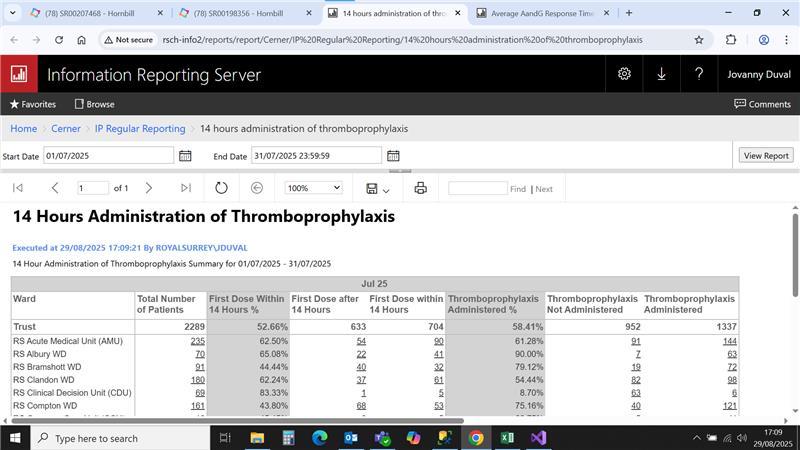 (78) SR00207468 - Hornbill
(78) SR00198356 - Hornbill
14 hours administration of thro
Average AandG Response Time
Not secure
rsch-info2/reports/report/Cerner/IP%20Regular%20Reporting/14%20hours%20administration%20of%20thromboprophylaxis
Information Reporting Server
Jovanny Duval
Favorites
Browse
Comments
Home > Cerner > IP Regular Reporting > 14 hours administration of thromboprophylaxis
Start Date 01/07/2025
End Date 31/07/2025 23:59:59
View Report
1 of 1
100%
Find | Next
14 Hours Administration of Thromboprophylaxis
Executed at 29/08/2025 17:09:21 By ROYALSURREY\JDUVAL
14 Hour Administration of Thromboprophylaxis Summary for 01/07/2025 - 31/07/2025
Jul 25
Ward Total Number of Patients First Dose Within 14 Hours % First Dose after 14 Hours First Dose within 14 Hours Thromboprophylaxis Administered % Thromboprophylaxis Not Administered Thromboprophylaxis Administered
Trust 2289 52.66% 633 704 58.41% 952 1337
RS Acute Medical Unit (AMU) 235 62.50% 54 90 61.28% 91 144
RS Albury WD 70 65.08% 22 41 90.00% 7 63
RS Bramshott WD 91 44.44% 40 32 79.12% 19 72
RS Clandon WD 180 62.24% 37 61 54.44% 82 98
RS Clinical Decision Unit (CDU) 69 83.33% 1 5 8.70% 63 6
RS Compton WD 161 43.80% 68 53 75.16% 40 121
Type here to search
17:09
29/08/2025